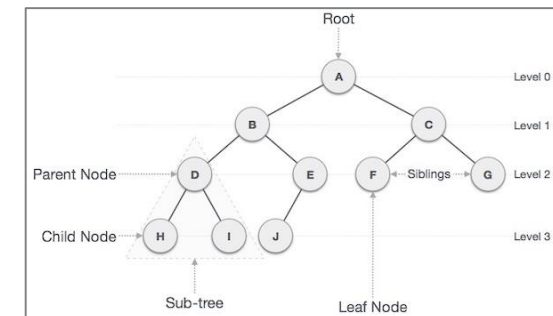 Root
A
Level 0
B
C
Level 1
Parent Node
D
E
F
Siblings
G
Level 2
Child Node
H
I
J
Level 3
Sub-tree
Leaf Node